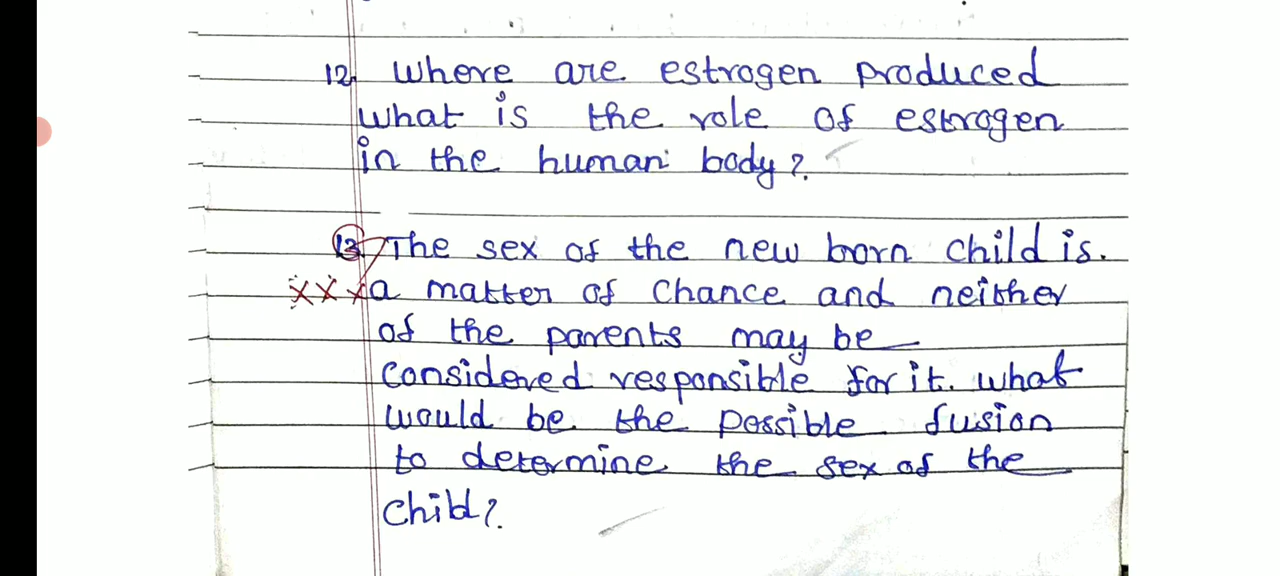 12. Where are estrogen produced
what is the role of estrogen
in the human body?
13. The sex of the new born child is.
xxx a matter of chance and neither
of the parents may be
considered responsible for it. what
would be the possible fusion
to determine the sex of the
child?